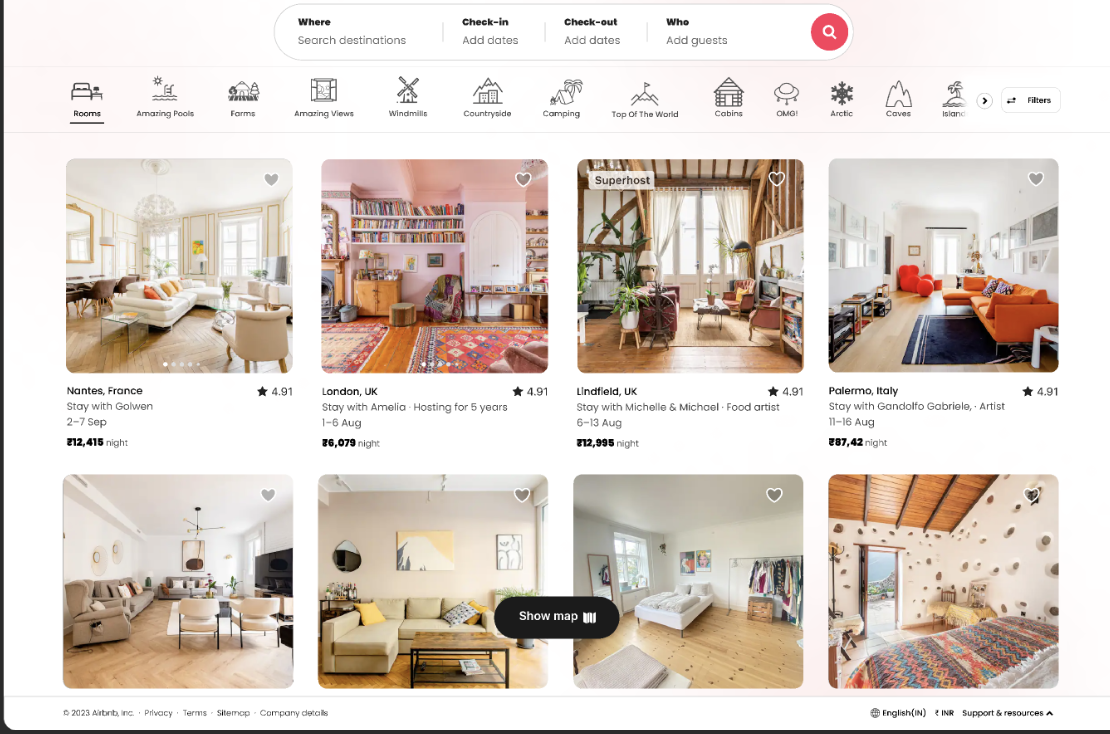 Where Check-in Check-out Who
Search destinations Add dates Add dates Add guests
Rooms Amazing Pools Farms Amazing Views Windmills Countryside Camping Top Of The World Cabins OMG! Arctic Caves Island Filters
Superhost
Nantes, France ★ 4.91
Stay with Golwen
2–7 Sep
₹12,415 night
London, UK ★ 4.91
Stay with Amelia · Hosting for 5 years
1–6 Aug
₹6,079 night
Lindfield, UK ★ 4.91
Stay with Michelle & Michael · Food artist
6–13 Aug
₹12,995 night
Palermo, Italy ★ 4.91
Stay with Gandolfo Gabriele, · Artist
11–16 Aug
₹87,42 night
Show map
© 2023 Airbnb, Inc. · Privacy · Terms · Sitemap · Company details
English(IN) ₹ INR Support & resources